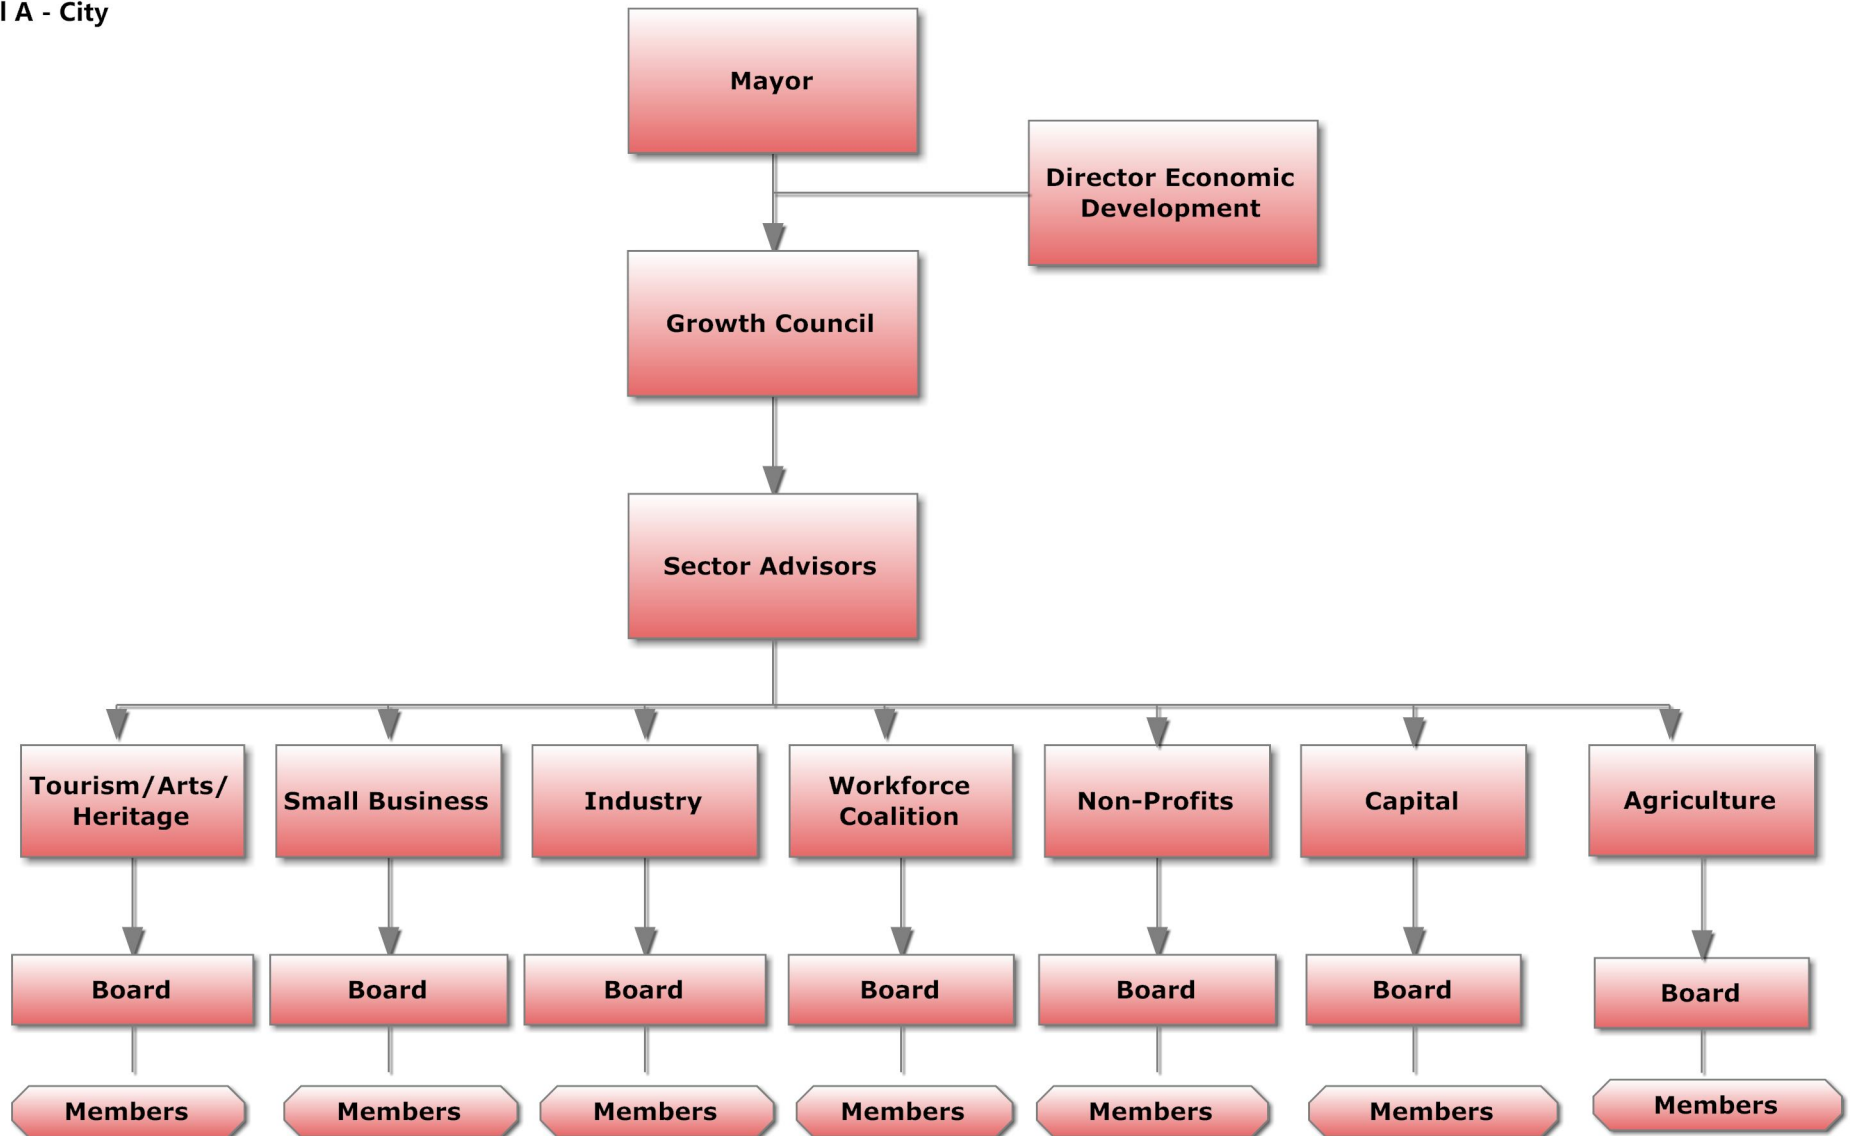 l A - City
Mayor
Director Economic
Development
Growth Council
Sector Advisors
Tourism/Arts/
Heritage
Small Business
Industry
Workforce
Coalition
Non-Profits
Capital
Agriculture
Board
Board
Board
Board
Board
Board
Board
Members
Members
Members
Members
Members
Members
Members